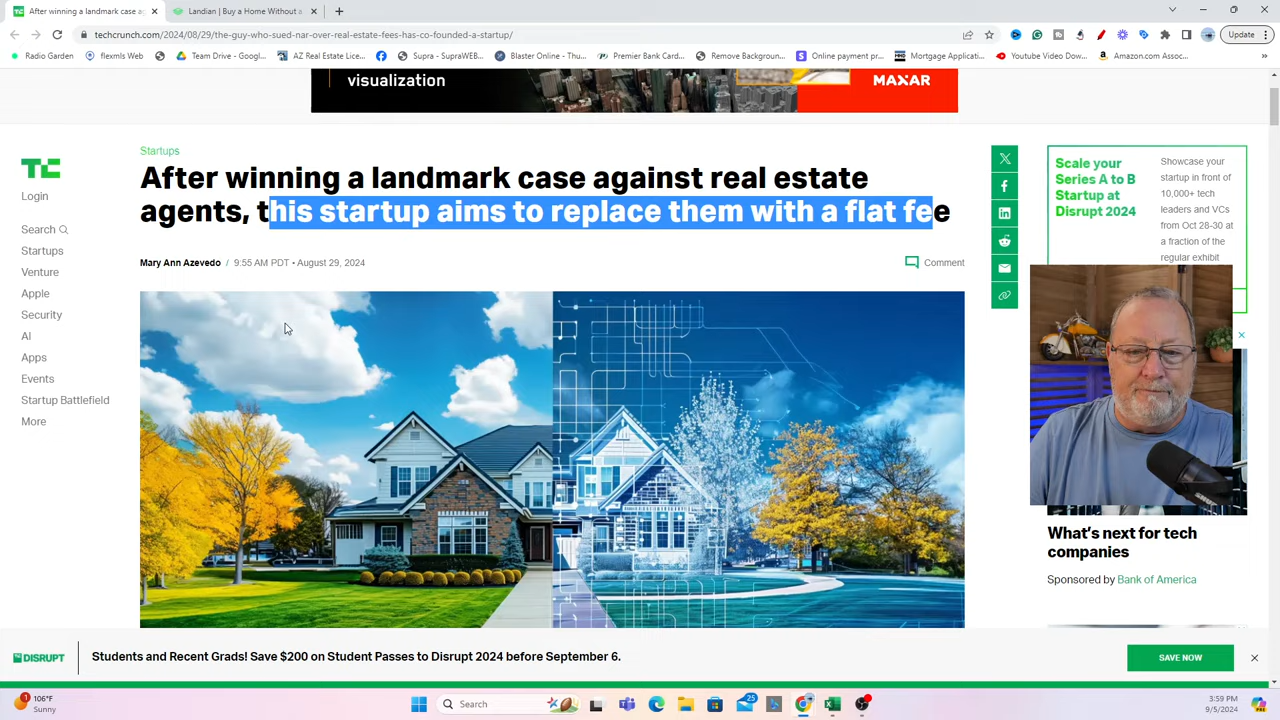 After winning a landmark case a
Landian | Buy a Home Without a
techcrunch.com/2024/08/29/the-guy-who-sued-nar-over-real-estate-fees-has-co-founded-a-startup/
Update
Radio Garden
flexmls Web
Team Drive - Googl...
AZ Real Estate Lice...
Supra - SupraWEB...
Blaster Online - Thu...
Premier Bank Card...
Remove Backgroun...
Online payment pr...
Mortgage Applicati...
Youtube Video Dow...
Amazon.com Assoc...
visualization
MAXAR
Startups
After winning a landmark case against real estate
agents, this startup aims to replace them with a flat fee
Mary Ann Azevedo / 9:55 AM PDT • August 29, 2024
Comment
TC
Login
Search
Startups
Venture
Apple
Security
AI
Apps
Events
Startup Battlefield
More
Scale your
Series A to B
Startup at
Disrupt 2024
Showcase your
startup in front of
10,000+ tech
leaders and VCs
from Oct 28-30 at
a fraction of the
regular exhibit
What's next for tech
companies
Sponsored by Bank of America
DISRUPT
Students and Recent Grads! Save $200 on Student Passes to Disrupt 2024 before September 6.
SAVE NOW
1
106°F
Sunny
Search
25
3:59 PM
9/5/2024